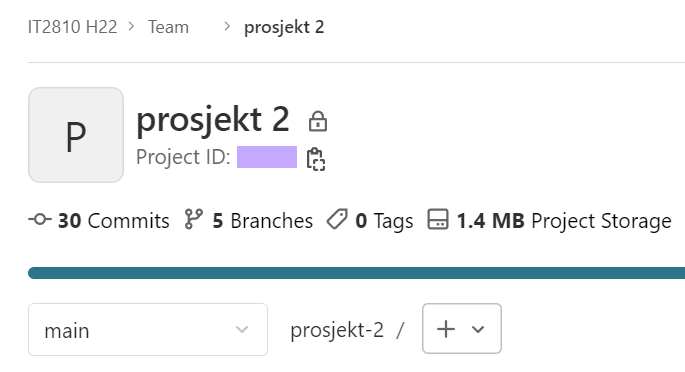 IT2810 H22 > Team > prosjekt 2
P
prosjekt 2
Project ID:
30 Commits 5 Branches 0 Tags 1.4 MB Project Storage
main prosjekt-2 / +